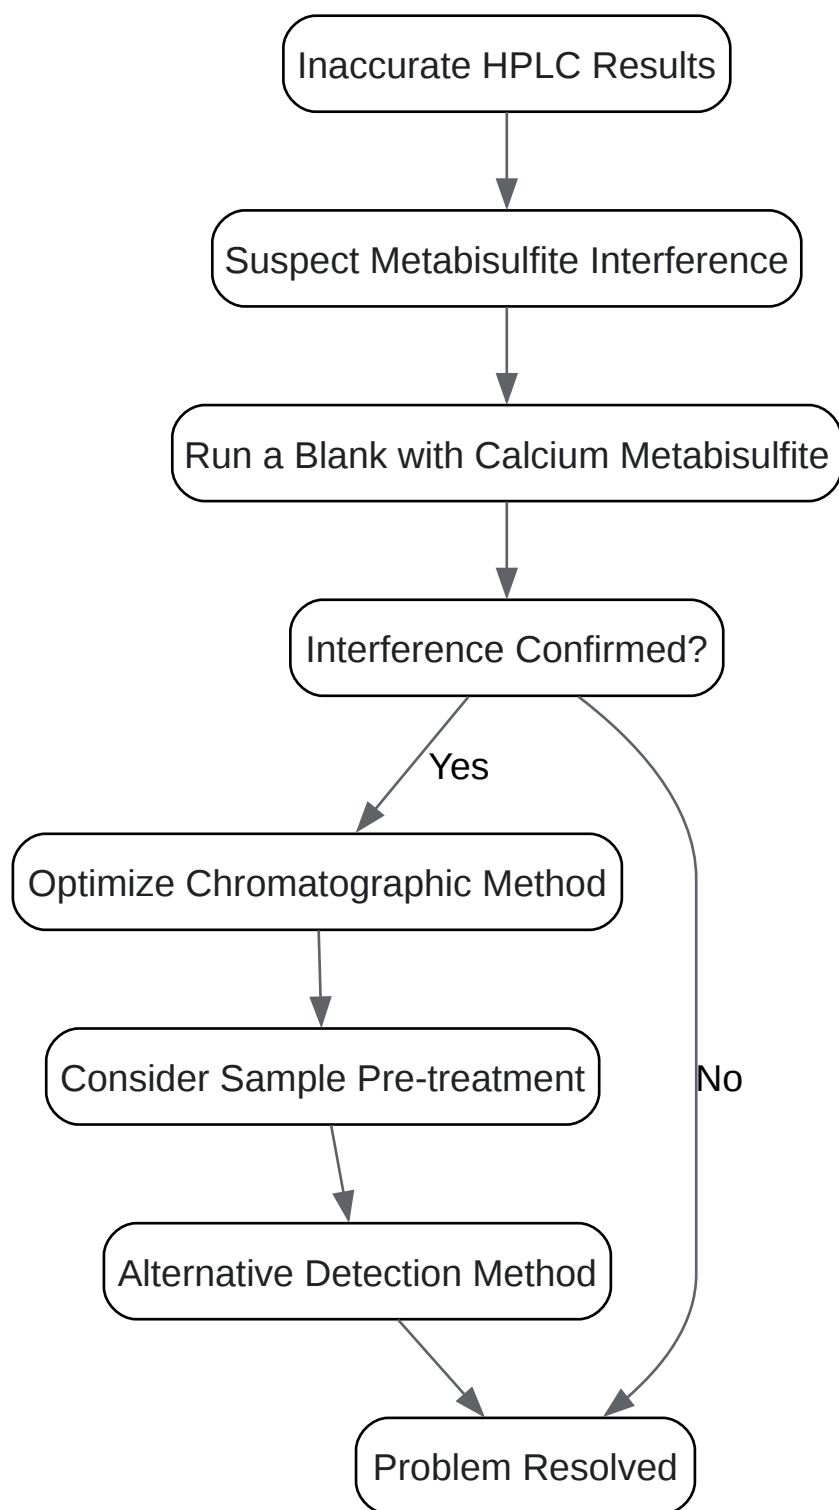 Inaccurate HPLC Results
Suspect Metabisulfite Interference
Run a Blank with Calcium Metabisulfite
Interference Confirmed?
Yes
Optimize Chromatographic Method
Consider Sample Pre-treatment
No
Alternative Detection Method
Problem Resolved